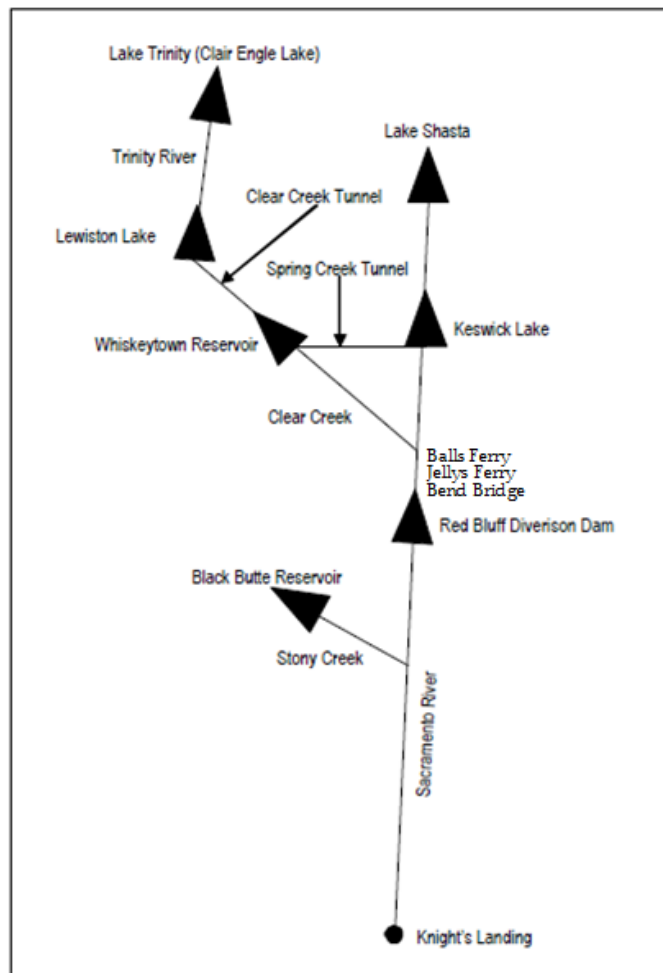 Lake Trinity (Clair Engle Lake)
Lake Shasta
Trinity River
Clear Creek Tunnel
Lewiston Lake
Spring Creek Tunnel
Keswick Lake
Whiskeytown Reservoir
Clear Creek
Balls Ferry
Jellys Ferry
Bend Bridge
Red Bluff Diverison Dam
Black Butte Reservoir
Stony Creek
Sacramento River
Knight's Landing